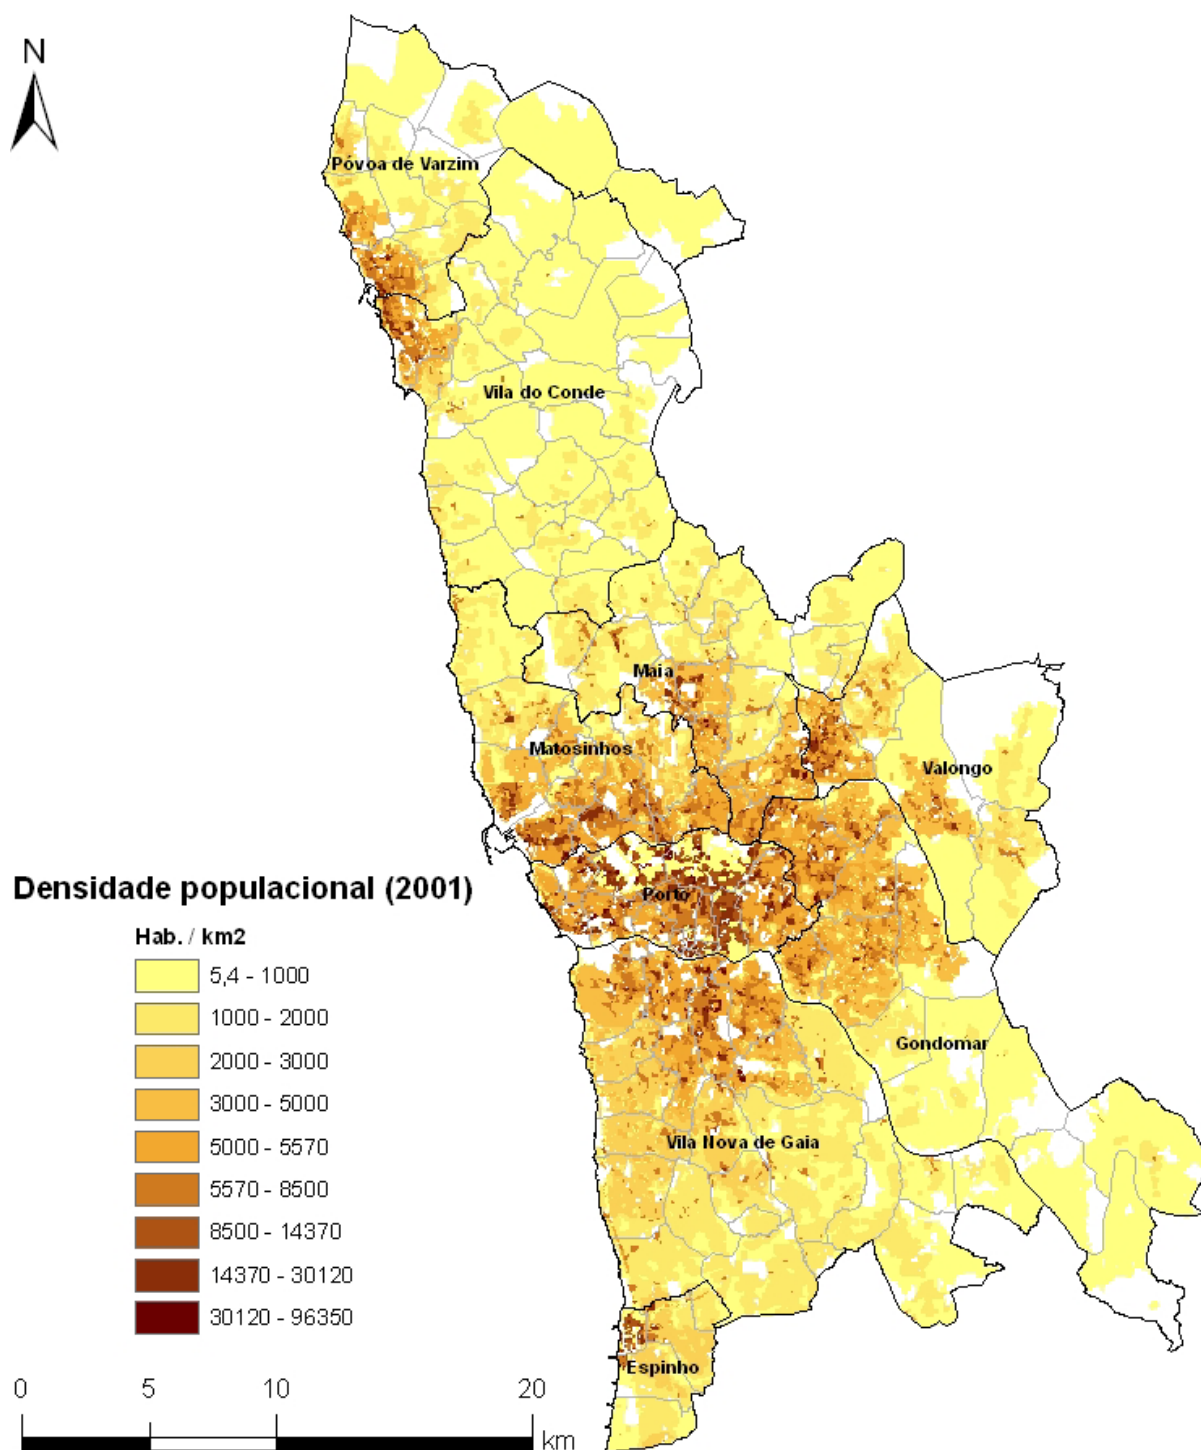 N
Póvoa de Varzim
Vila do Conde
Maia
Matosinhos
Valongo
Densidade populacional (2001)
Porto
Hab. / km2
5,4 - 1000
1000 - 2000
2000 - 3000
Gondomar
3000 - 5000
5000 - 5570
Vila Nova de Gaia
5570 - 8500
8500 - 14370
14370 - 30120
30120 - 96350
Espinho
0 5 10 20
km